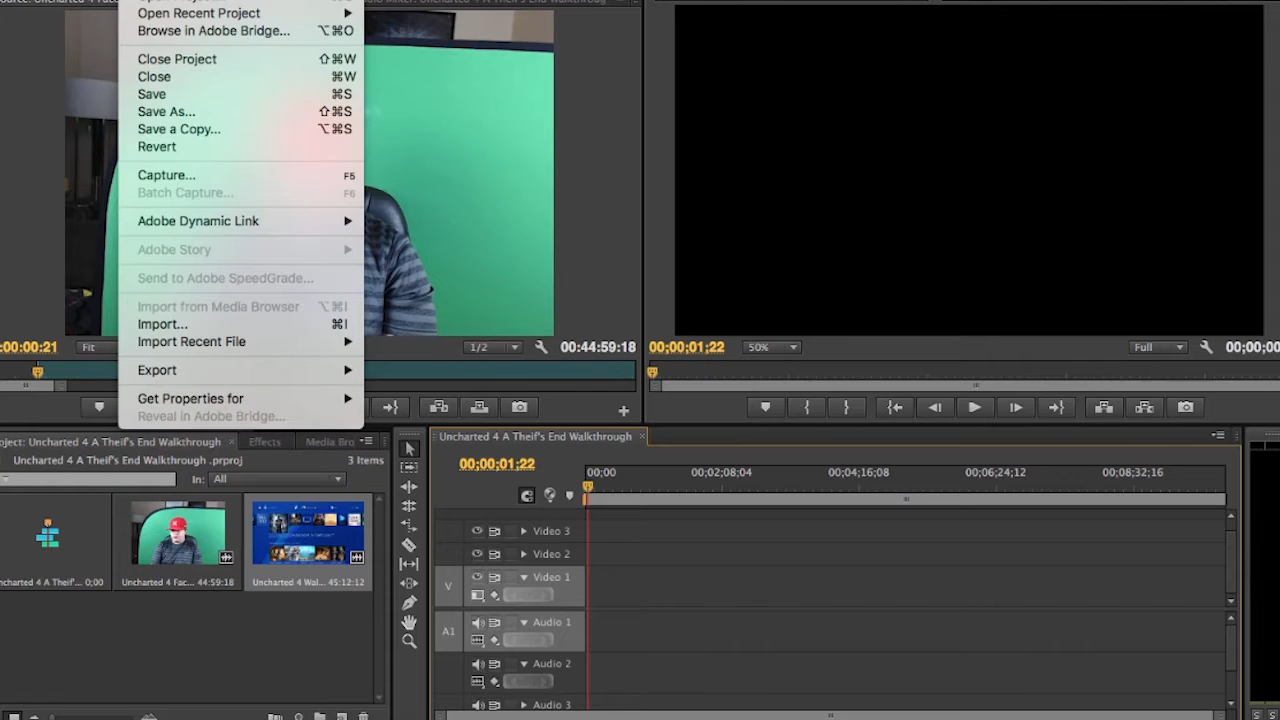 Open Recent Project
Browse in Adobe Bridge... ⌥⌘O
Close Project ⇧⌘W
Close ⌘W
Save ⌘S
Save As... ⇧⌘S
Save a Copy... ⌥⌘S
Revert
Capture... F5
Batch Capture... F6
Adobe Dynamic Link
Adobe Story
Send to Adobe SpeedGrade...
Import from Media Browser ⌥⌘I
Import... ⌘I
Import Recent File
Export
Get Properties for
Reveal in Adobe Bridge...
:00:00:21 Fit 1/2 00:44:59:18
00;00;01;22 50% Full 00;00;0
oject: Uncharted 4 A Theif's End Walkthrough × Effects Media Bro
Uncharted 4 A Theif's End Walkthrough .prproj 3 Items
In: All
ncharted 4 A Theif'... 0;00 Uncharted 4 Fac... 44:59:18 Uncharted 4 Wal... 45:12:12
Uncharted 4 A Theif's End Walkthrough ×
00;00;01;22
00;00 00;02;08;04 00;04;16;08 00;06;24;12 00;08;32;16
Video 3
Video 2
V Video 1
A1 Audio 1
Audio 2
Audio 3
S S